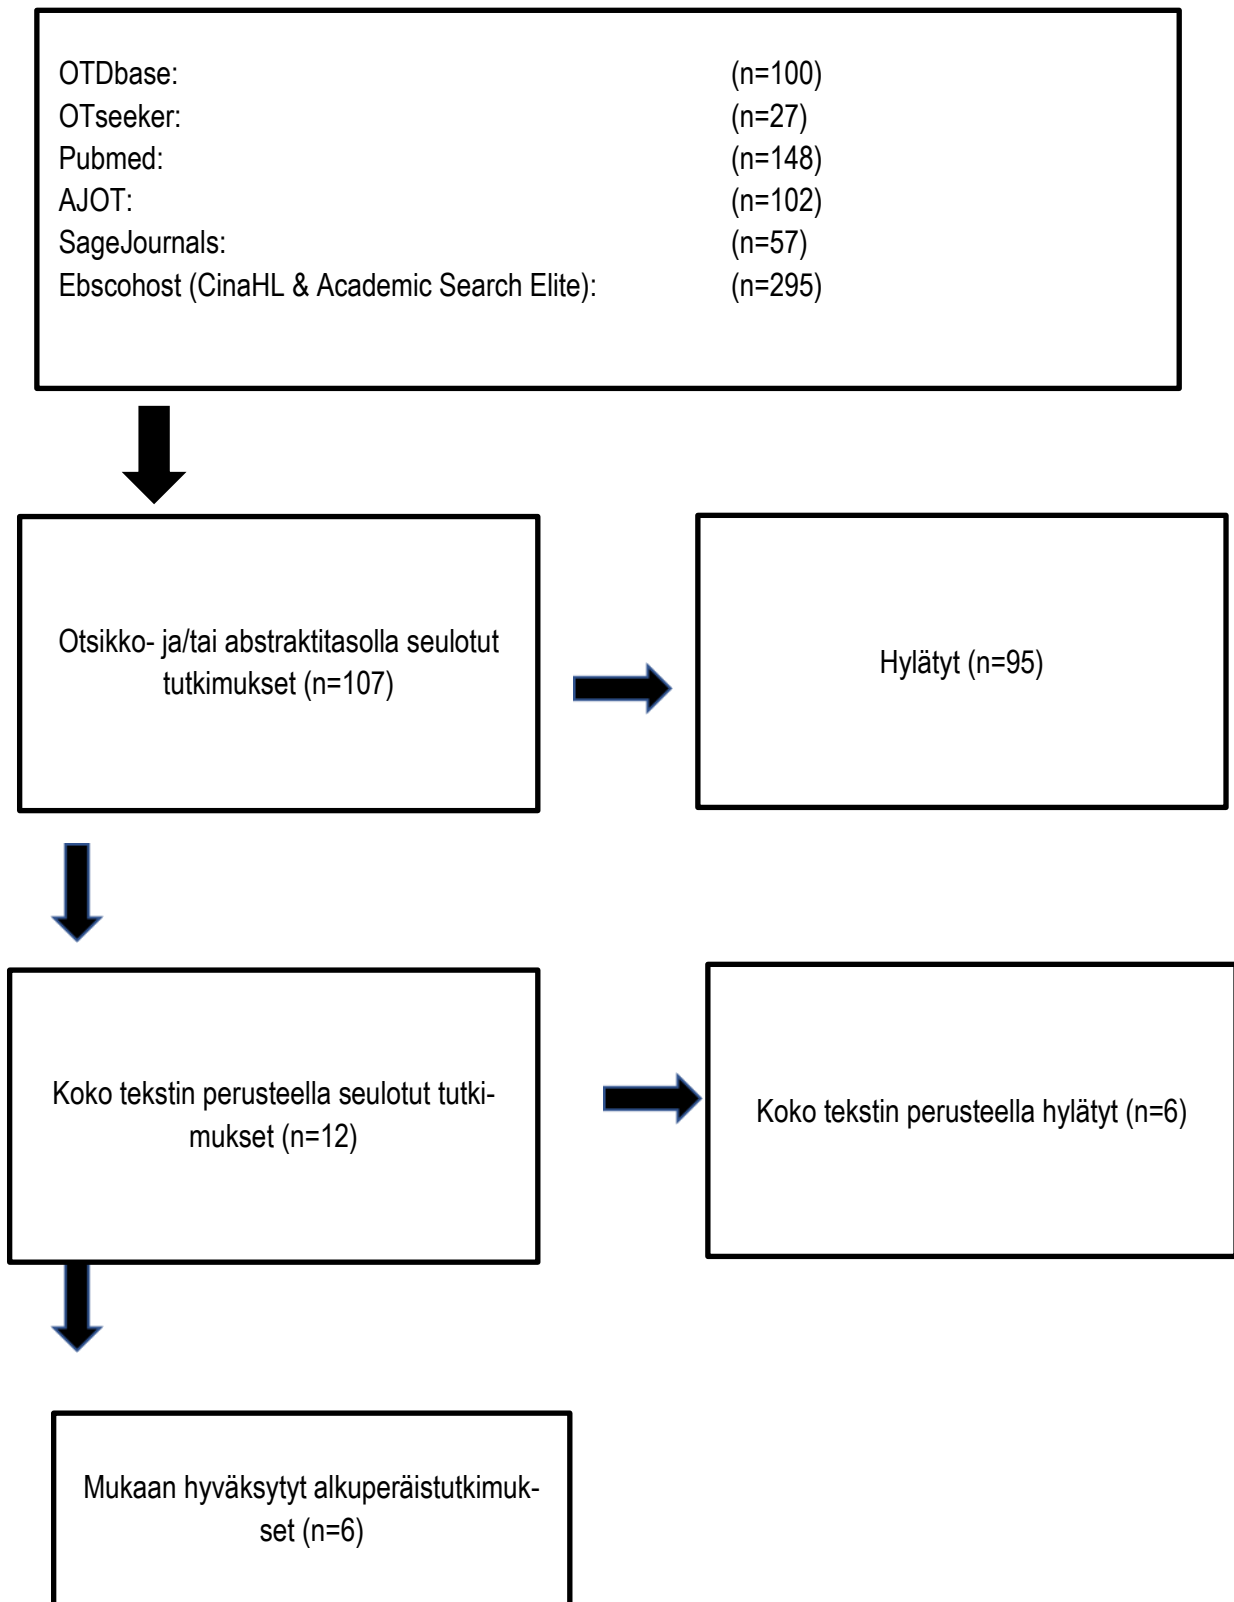 OTDbase: (n=100)
OTseeker: (n=27)
Pubmed: (n=148)
AJOT: (n=102)
SageJournals: (n=57)
Ebscohost (CinaHL & Academic Search Elite): (n=295)
Otsikko- ja/tai abstraktitasolla seulotut
tutkimukset (n=107)
Hylätyt (n=95)
Koko tekstin perusteella seulotut tutki-
mukset (n=12)
Koko tekstin perusteella hylätyt (n=6)
Mukaan hyväksytyt alkuperäistutkimuk-
set (n=6)